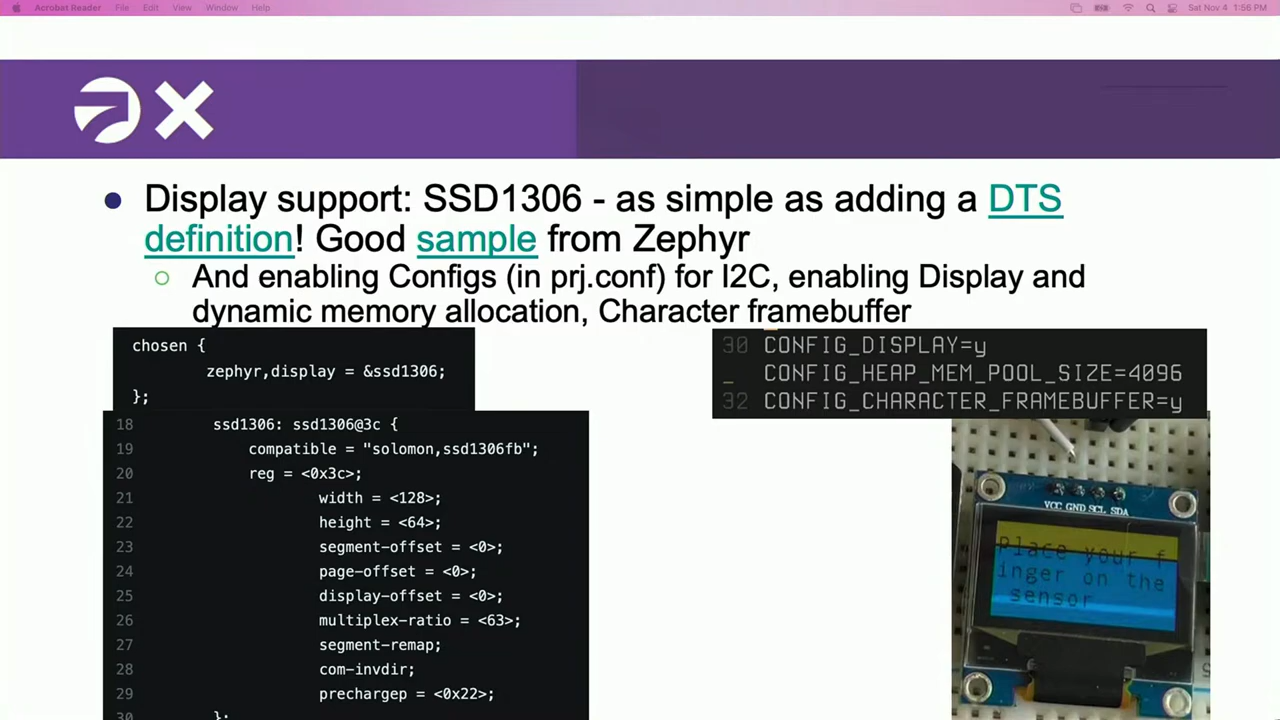 Acrobat Reader File Edit View Window Help Sat Nov 4 1:56 PM
Display support: SSD1306 - as simple as adding a DTS
definition! Good sample from Zephyr
And enabling Configs (in prj.conf) for I2C, enabling Display and
dynamic memory allocation, Character framebuffer
chosen {
zephyr,display = &ssd1306;
};
18 ssd1306: ssd1306@3c {
19 compatible = "solomon,ssd1306fb";
20 reg = <0x3c>;
21 width = <128>;
22 height = <64>;
23 segment-offset = <0>;
24 page-offset = <0>;
25 display-offset = <0>;
26 multiplex-ratio = <63>;
27 segment-remap;
28 com-invdir;
29 prechargep = <0x22>;
30 };
30 CONFIG_DISPLAY=y
_ CONFIG_HEAP_MEM_POOL_SIZE=4096
32 CONFIG_CHARACTER_FRAMEBUFFER=y
VCC GND SCL SDA
Place your f
inger on the
sensor